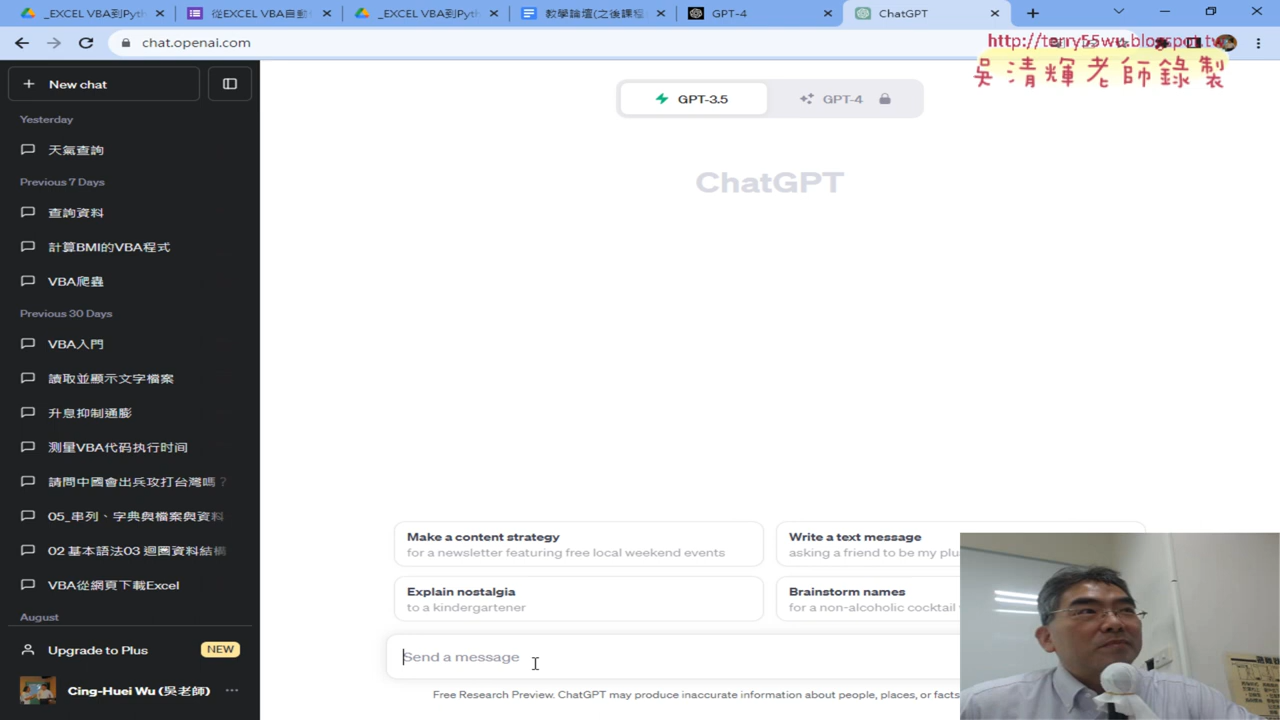 _EXCEL VBA到Pyth
從EXCEL VBA自動
_EXCEL VBA到Pyth
教學論壇(之後課程
GPT-4
ChatGPT
chat.openai.com
http://terry55wu.blogspot.tw
吳清輝老師錄製
New chat
Yesterday
天氣查詢
Previous 7 Days
查詢資料
計算BMI的VBA程式
VBA爬蟲
Previous 30 Days
VBA入門
讀取並顯示文字檔案
升息抑制通膨
测量VBA代码执行时间
請問中國會出兵攻打台灣嗎？
05_串列、字典與檔案與資料
02 基本語法03 迴圈資料結構
VBA從網頁下載Excel
August
Upgrade to Plus
NEW
Cing-Huei Wu (吳老師)
GPT-3.5
GPT-4
ChatGPT
Make a content strategy
for a newsletter featuring free local weekend events
Write a text message
asking a friend to be my plu
Explain nostalgia
to a kindergartener
Brainstorm names
for a non-alcoholic cocktail
Send a message
Free Research Preview. ChatGPT may produce inaccurate information about people, places, or facts